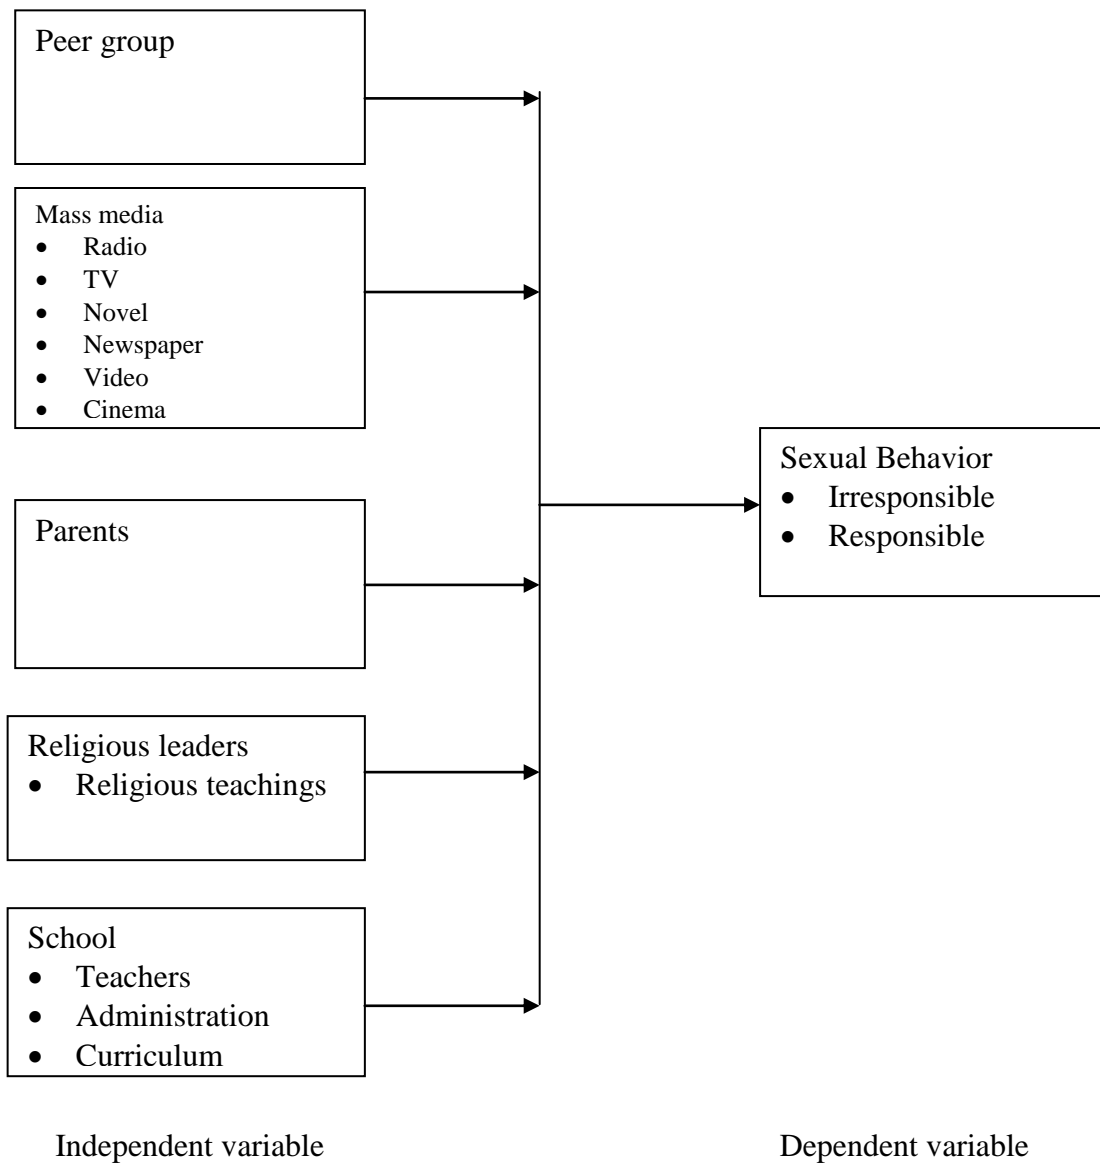 Peer group
Mass media
• Radio
• TV
• Novel
• Newspaper
• Video
• Cinema
Parents
Religious leaders
• Religious teachings
School
• Teachers
• Administration
• Curriculum
Sexual Behavior
• Irresponsible
• Responsible
Independent variable
Dependent variable